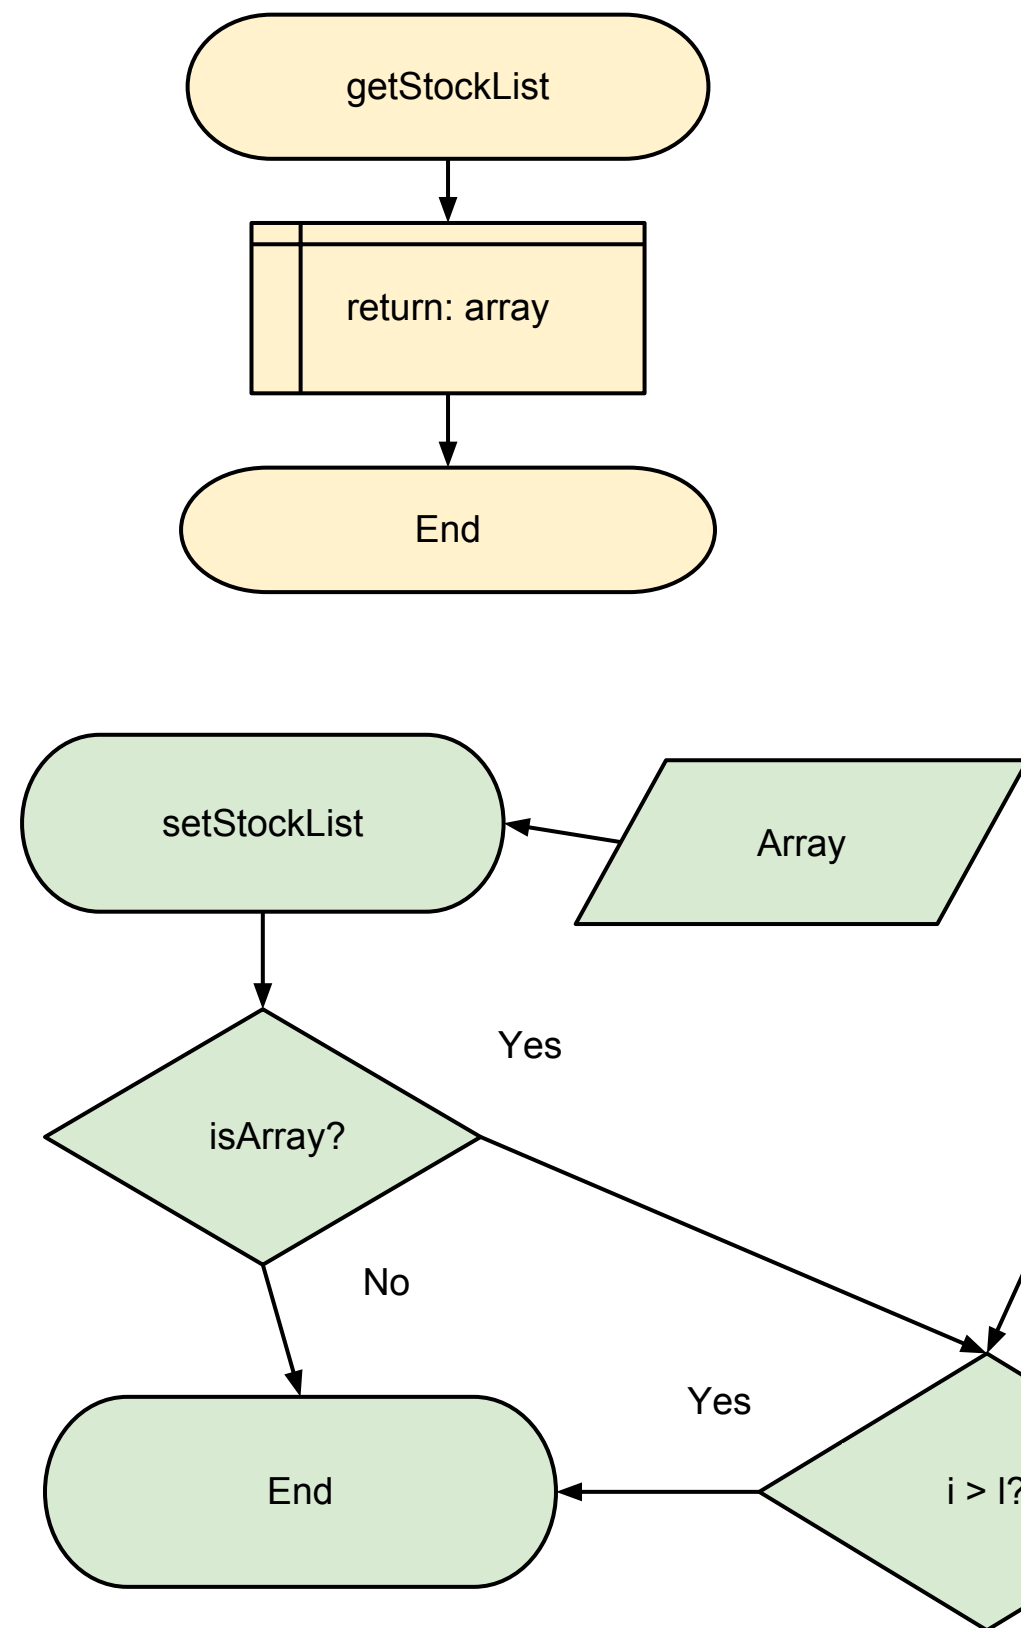 getStockList
return: array
End
setStockList
Array
Yes
isArray?
No
Yes
End
i > l?